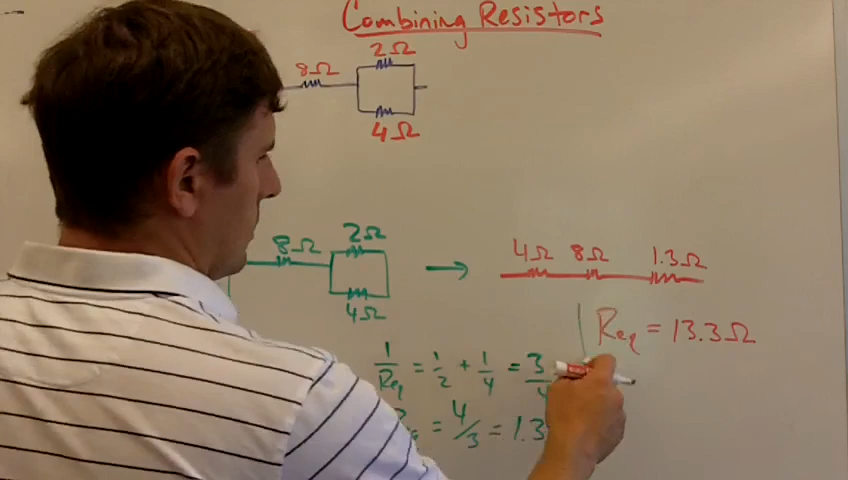 Combining Resistors
2Ω
8Ω
4Ω
2Ω
8Ω
4Ω
4Ω 8Ω 1.3Ω
Req = 13.3Ω
1/Req = 1/2 + 1/4 = 3/4
= 4/3 = 1.3